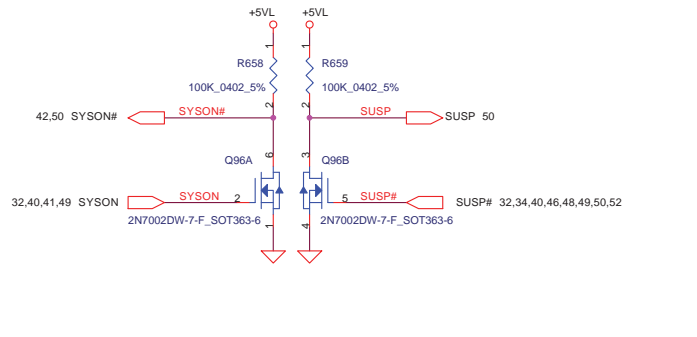 +5VL +5VL
1 1
R658 R659
100K_0402_5% 100K_0402_5%
2 2
42,50 SYSON# SYSON# SUSP SUSP 50
6 3
Q96A Q96B
32,40,41,49 SYSON SYSON 2 5 SUSP# SUSP# 32,34,40,46,48,49,50,52
2N7002DW-7-F_SOT363-6 2N7002DW-7-F_SOT363-6
1 4